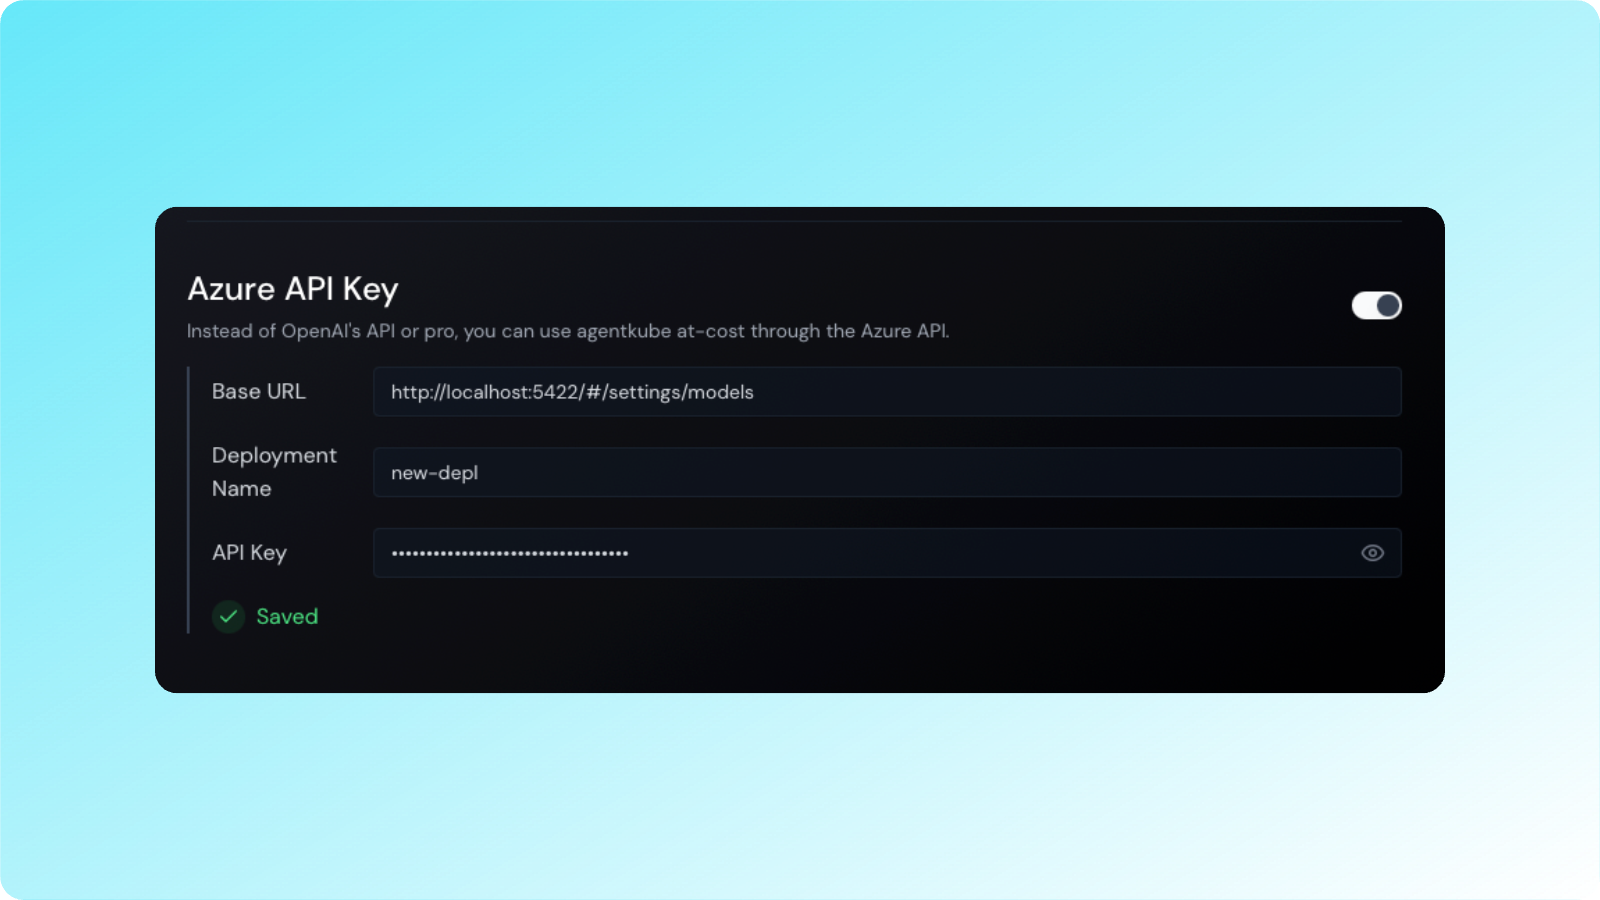 Azure API Key
Instead of OpenAI's API or pro, you can use agentkube at-cost through the Azure API.
Base URL
http://localhost:5422/#/settings/models
Deployment
Name
new-depl
API Key
••••••••••••••••••••••••••••••••••
Saved